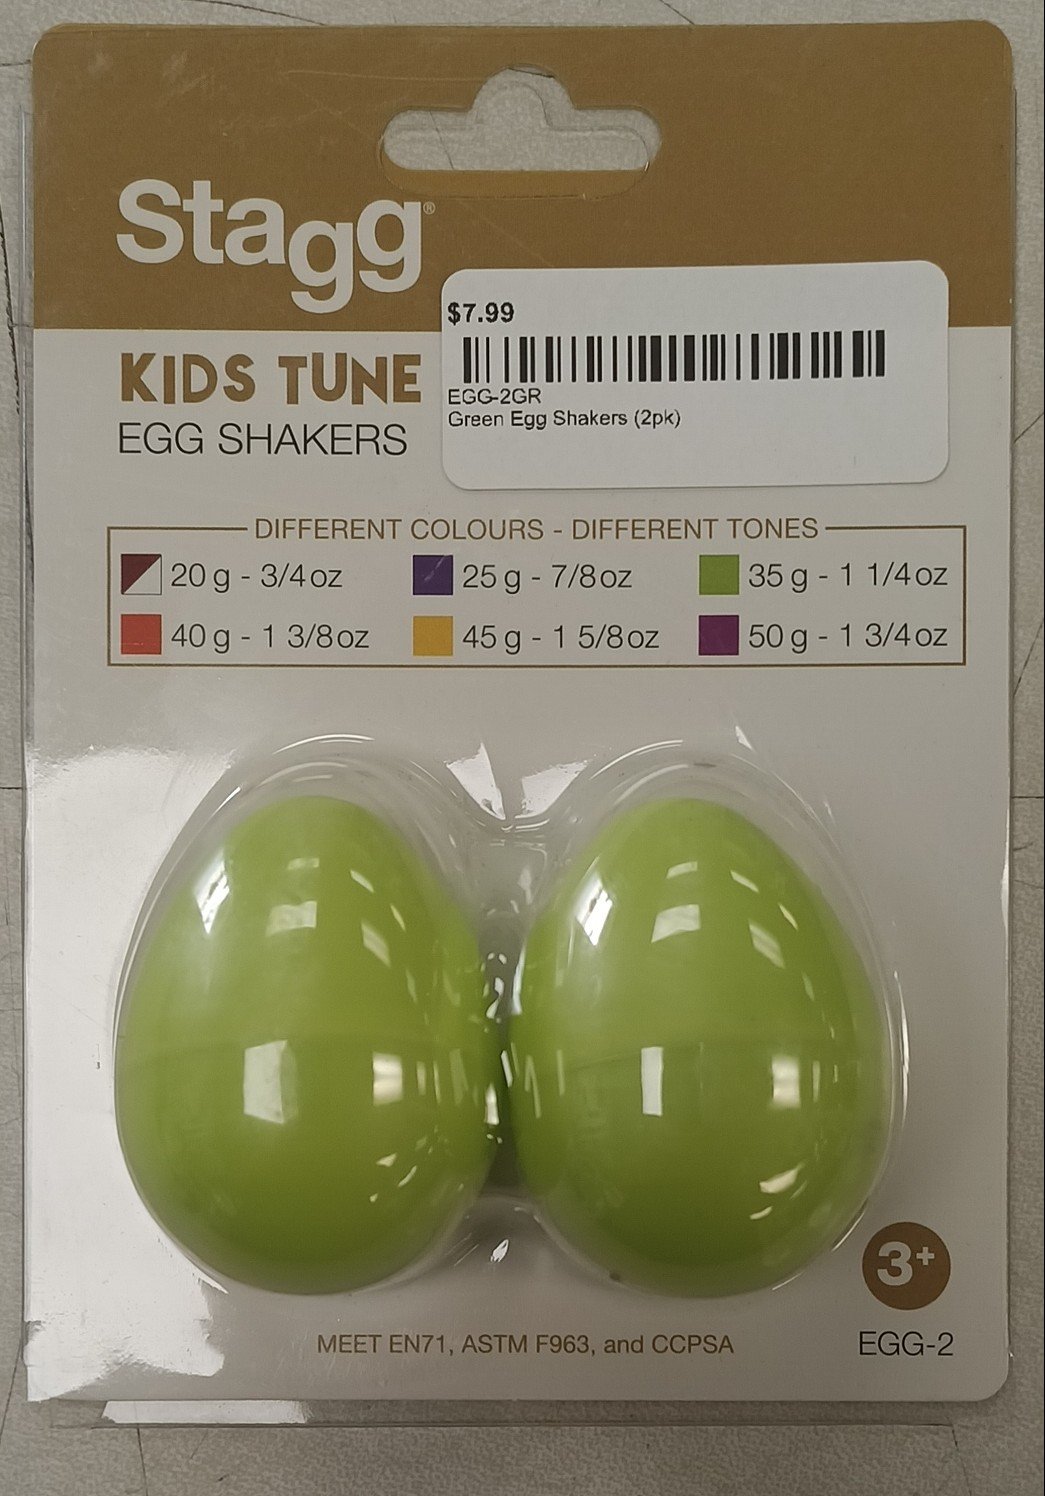 Stagg®
$7.99
EGG-2GR
Green Egg Shakers (2pk)
KIDS TUNE
EGG SHAKERS
DIFFERENT COLOURS - DIFFERENT TONES
20 g - 3/4 oz 25 g - 7/8 oz 35 g - 1 1/4 oz
40 g - 1 3/8 oz 45 g - 1 5/8 oz 50 g - 1 3/4 oz
3+
MEET EN71, ASTM F963, and CCPSA
EGG-2